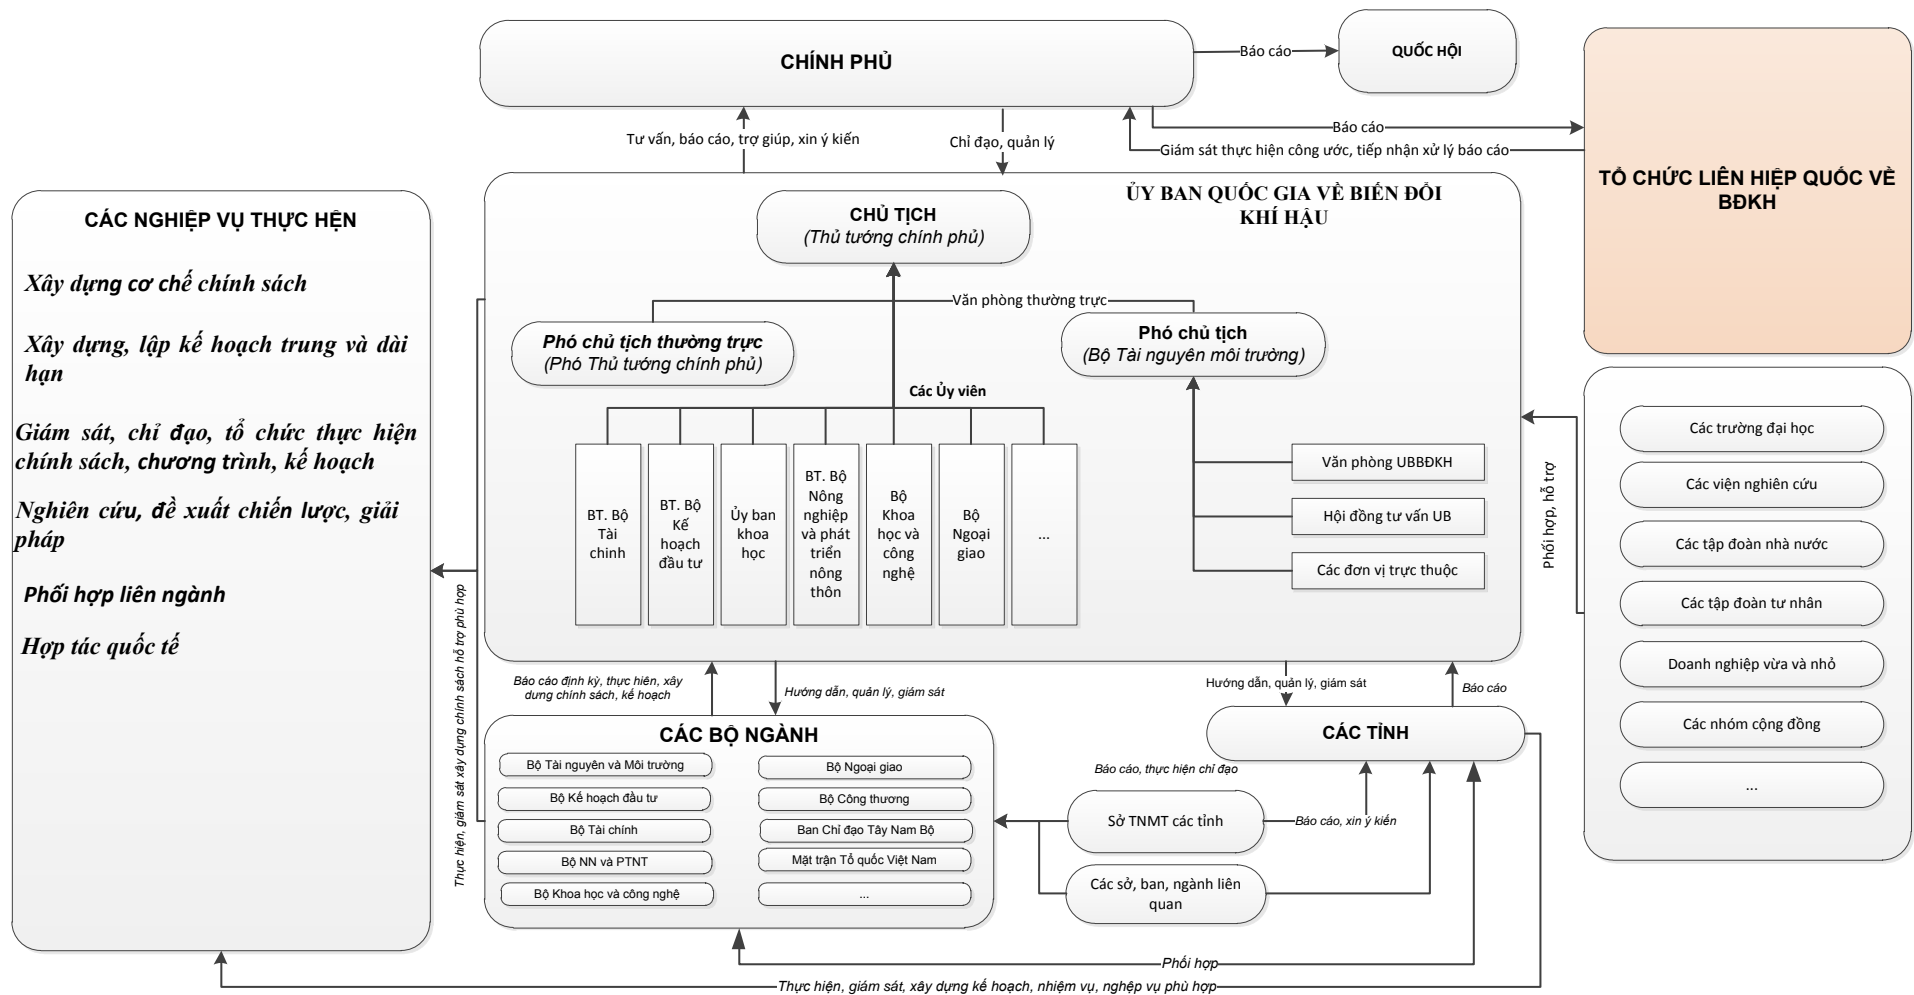 CHÍNH PHỦ
Báo cáo
QUỐC HỘI
Tư vấn, báo cáo, trợ giúp, xin ý kiến
Chỉ đạo, quản lý
Báo cáo
Giám sát thực hiện công ước, tiếp nhận xử lý báo cáo
TỔ CHỨC LIÊN HIỆP QUỐC VỀ
BĐKH
CÁC NGHIỆP VỤ THỰC HỆN
Xây dựng cơ chế chính sách
Xây dựng, lập kế hoạch trung và dài
hạn
Giám sát, chỉ đạo, tổ chức thực hiện
chính sách, chương trình, kế hoạch
Nghiên cứu, đề xuất chiến lược, giải
pháp
Phối hợp liên ngành
Hợp tác quốc tế
ỦY BAN QUỐC GIA VỀ BIẾN ĐỔI
KHÍ HẬU
CHỦ TỊCH
(Thủ tướng chính phủ)
Văn phòng thường trực
Phó chủ tịch thường trực
(Phó Thủ tướng chính phủ)
Phó chủ tịch
(Bộ Tài nguyên môi trường)
Các Ủy viên
BT. Bộ
Tài
chinh
BT. Bộ
Kế
hoạch
đầu tư
Ủy ban
khoa
học
BT. Bộ
Nông
nghiệp
và phát
triển
nông
thôn
Bộ
Khoa
học và
công
nghệ
Bộ
Ngoại
giao
...
Văn phòng UBBĐKH
Hội đồng tư vấn UB
Các đơn vị trực thuộc
Phối hợp, hỗ trợ
Các trường đại học
Các viện nghiên cứu
Các tập đoàn nhà nước
Các tập đoàn tư nhân
Doanh nghiệp vừa và nhỏ
Các nhóm cộng đồng
...
Thực hiện, giám sát xây dựng chính sách hỗ trợ phù hợp
Báo cáo định kỳ, thực hiên, xây
dưng chính sách, kế hoạch
Hướng dẫn, quản lý, giám sát
Hướng dẫn, quản lý, giám sát
Báo cáo
CÁC BỘ NGÀNH
Bộ Tài nguyên và Môi trường
Bộ Kế hoạch đầu tư
Bộ Tài chính
Bộ NN và PTNT
Bộ Khoa học và công nghệ
Bộ Ngoại giao
Bộ Công thương
Ban Chỉ đạo Tây Nam Bộ
Mặt trận Tổ quốc Việt Nam
...
CÁC TỈNH
Báo cáo, thực hiện chỉ đạo
Sở TNMT các tỉnh
Báo cáo, xin ý kiến
Các sở, ban, ngành liên
quan
Phối hợp
Thực hiện, giám sát, xây dựng kế hoạch, nhiệm vụ, nghệp vụ phù hợp